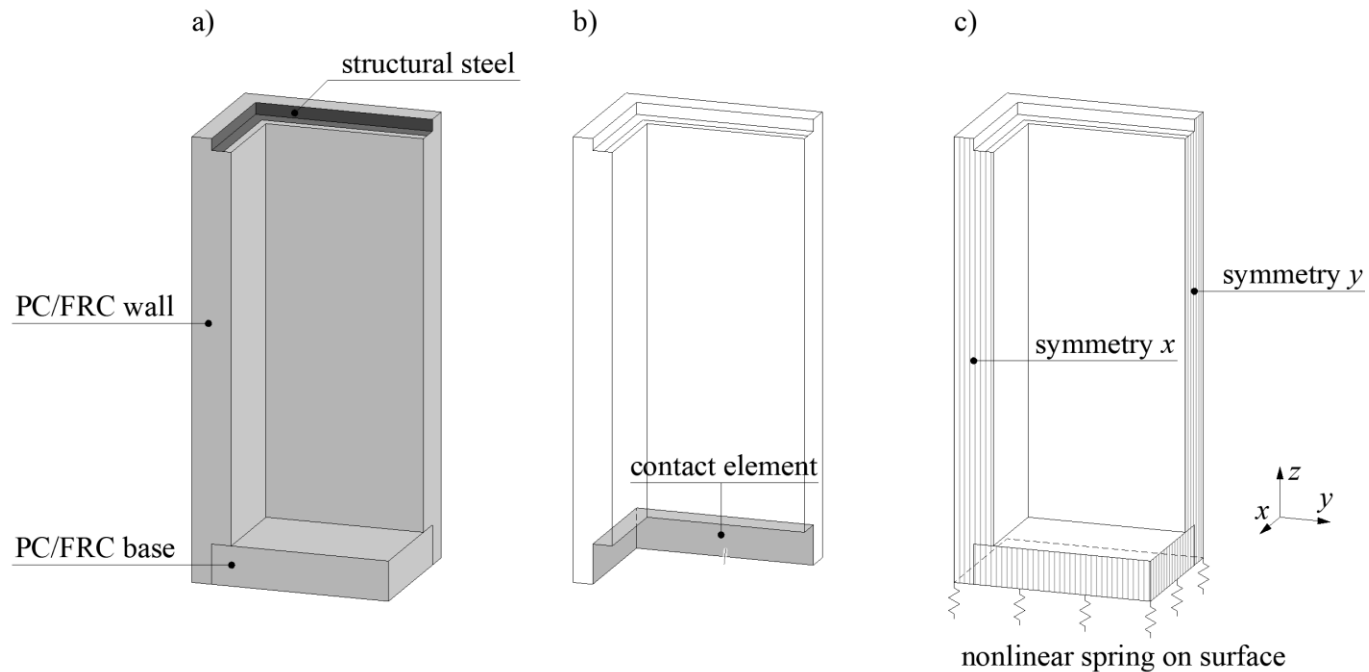 a)
b)
c)
structural steel
PC/FRC wall
symmetry y
symmetry x
contact element
PC/FRC base
z
x
y
nonlinear spring on surface